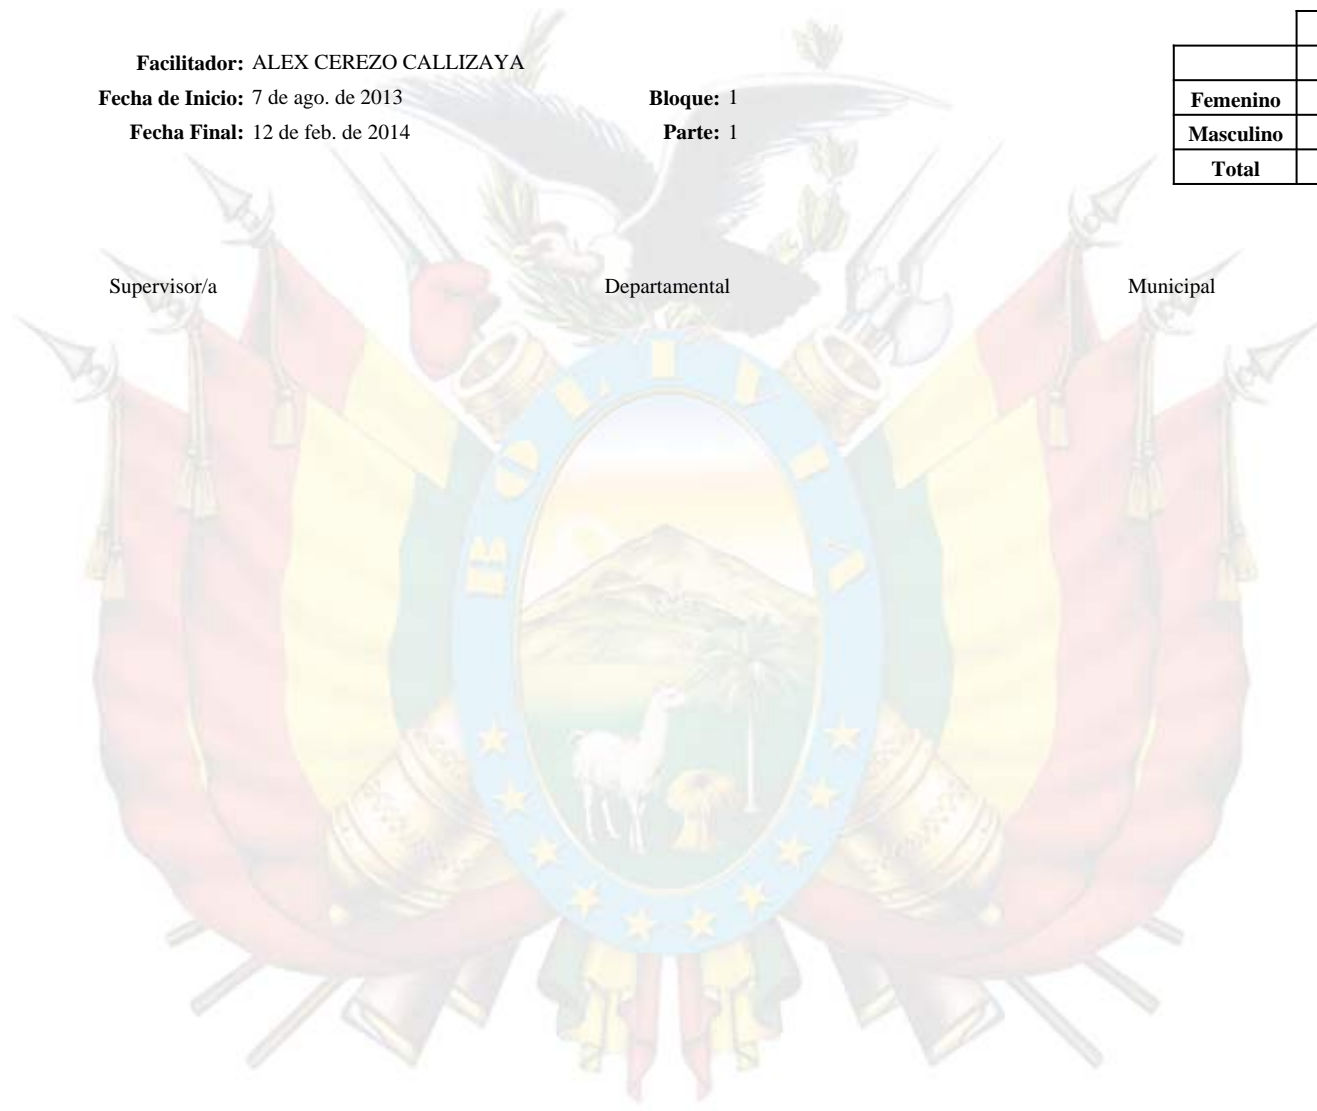 Facilitador: ALEX CEREZO CALLIZAYA
Fecha de Inicio: 7 de ago. de 2013 Bloque: 1
Fecha Final: 12 de feb. de 2014 Parte: 1
Femenino
Masculino
Total
Supervisor/a Departamental Municipal
BOLIVIA